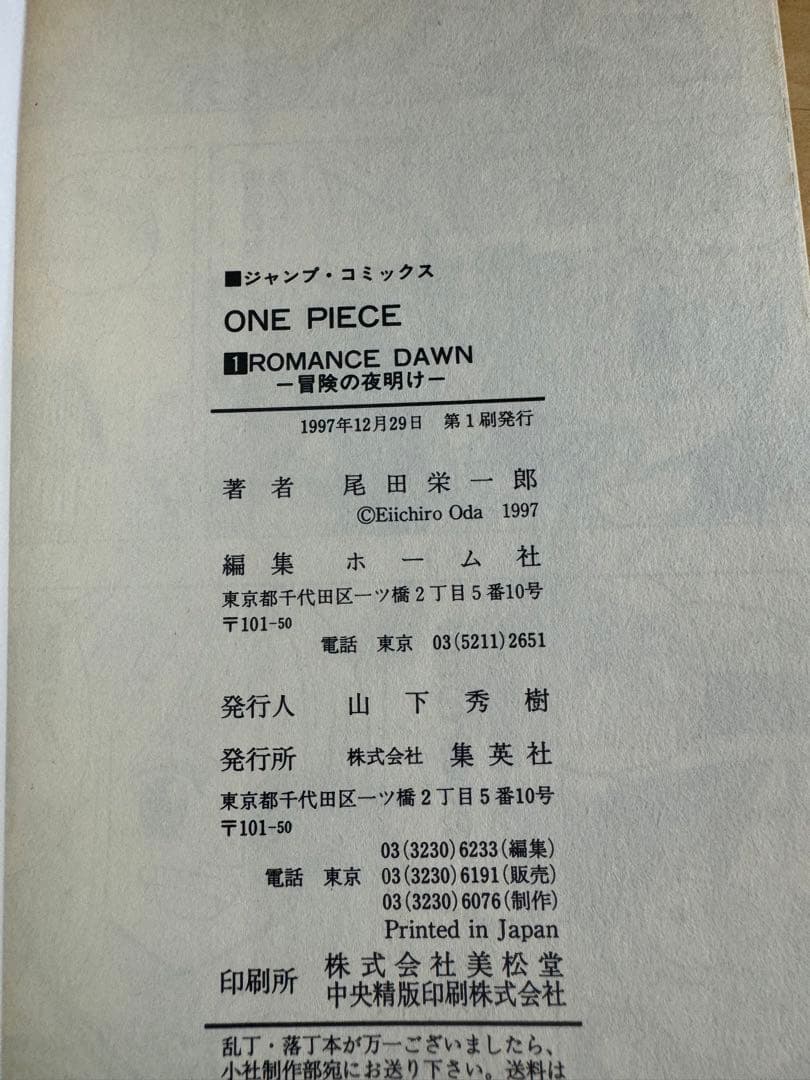 ■ジャンプ・コミックス
ONE PIECE
1 ROMANCE DAWN
―冒険の夜明け―
1997年12月29日 第1刷発行
著者 尾田栄一郎
©Eiichiro Oda 1997
編集 ホーム社
東京都千代田区一ツ橋2丁目5番10号
〒101-50
電話 東京 03(5211)2651
発行人 山下秀樹
発行所 株式会社 集英社
東京都千代田区一ツ橋2丁目5番10号
〒101-50
03(3230)6233(編集)
電話 東京 03(3230)6191(販売)
03(3230)6076(制作)
Printed in Japan
印刷所 株式会社美松堂
中央精版印刷株式会社
乱丁・落丁本が万一ございましたら、
小社制作部宛にお送り下さい。送料は